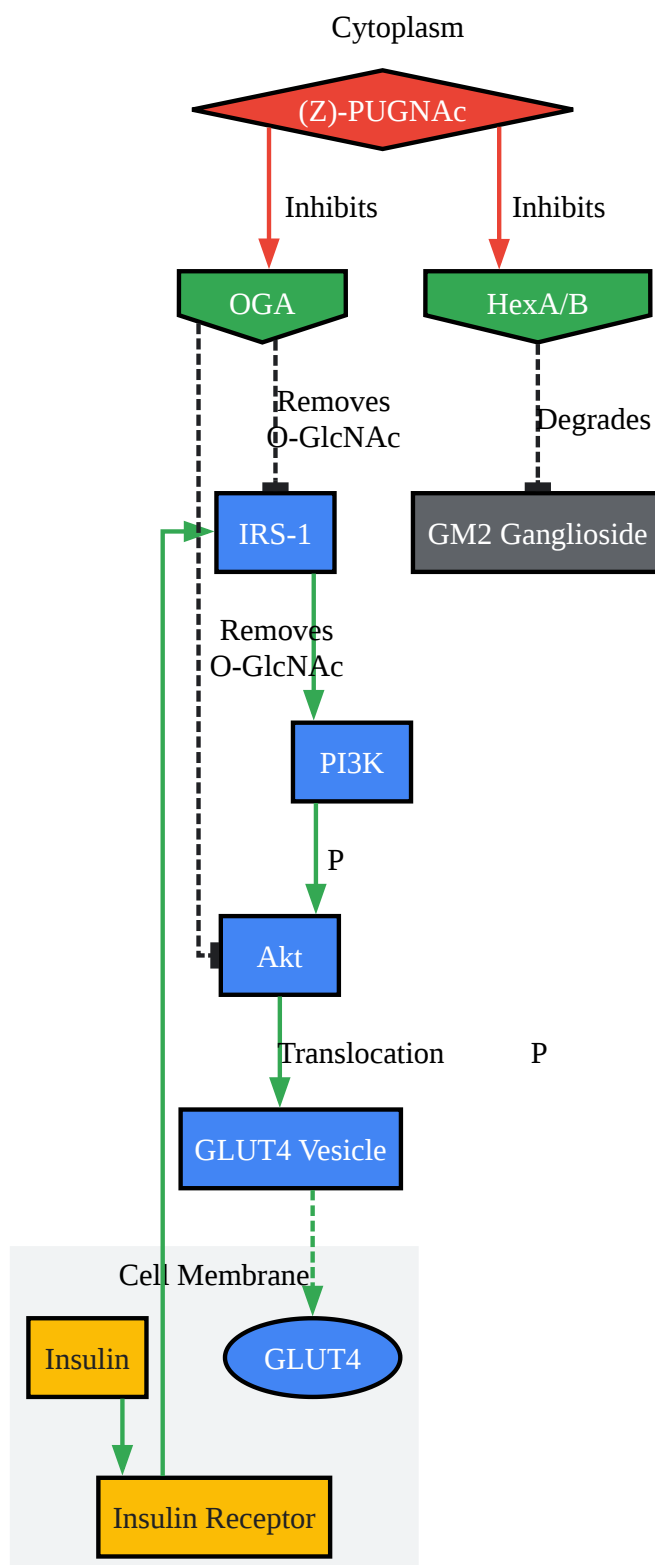 Cytoplasm
(Z)-PUGNAc
Inhibits
Inhibits
OGA
HexA/B
Removes
O-GlcNAc
Degrades
IRS-1
GM2 Ganglioside
Removes
O-GlcNAc
PI3K
P
Akt
Translocation
P
GLUT4 Vesicle
Cell Membrane
Insulin
GLUT4
Insulin Receptor